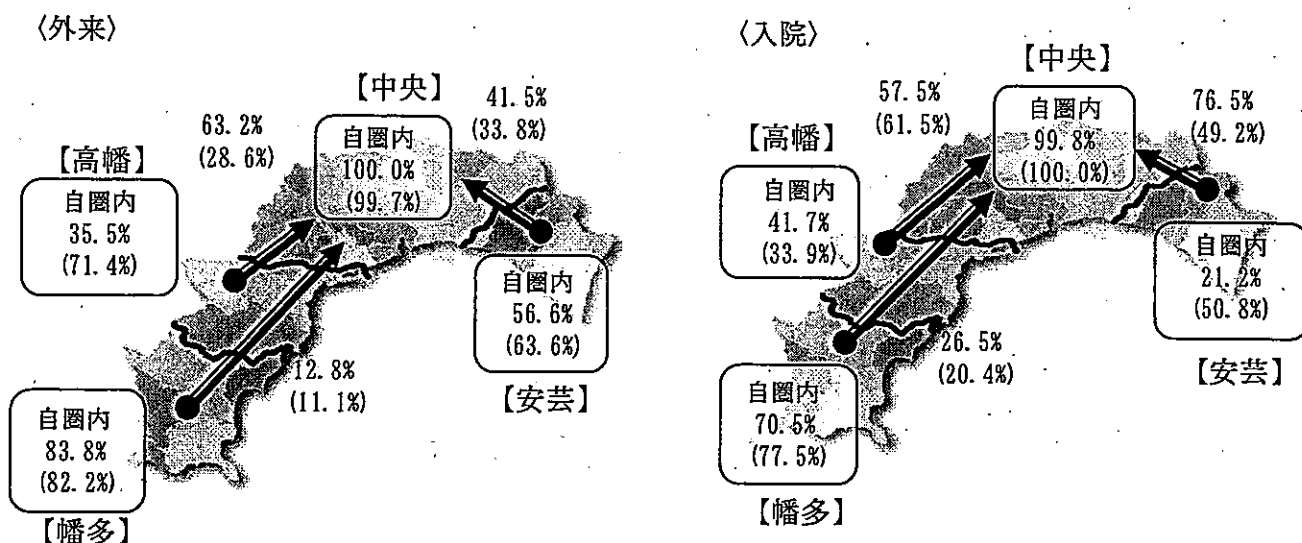 〈外来〉
【中央】
自圏内
100.0%
(99.7%)
41.5%
(33.8%)
63.2%
(28.6%)
【高幡】
自圏内
35.5%
(71.4%)
自圏内
56.6%
(63.6%)
【安芸】
12.8%
(11.1%)
自圏内
83.8%
(82.2%)
【幡多】
〈入院〉
【中央】
自圏内
99.8%
(100.0%)
57.5%
(61.5%)
76.5%
(49.2%)
【高幡】
自圏内
41.7%
(33.9%)
自圏内
21.2%
(50.8%)
【安芸】
26.5%
(20.4%)
自圏内
70.5%
(77.5%)
【幡多】